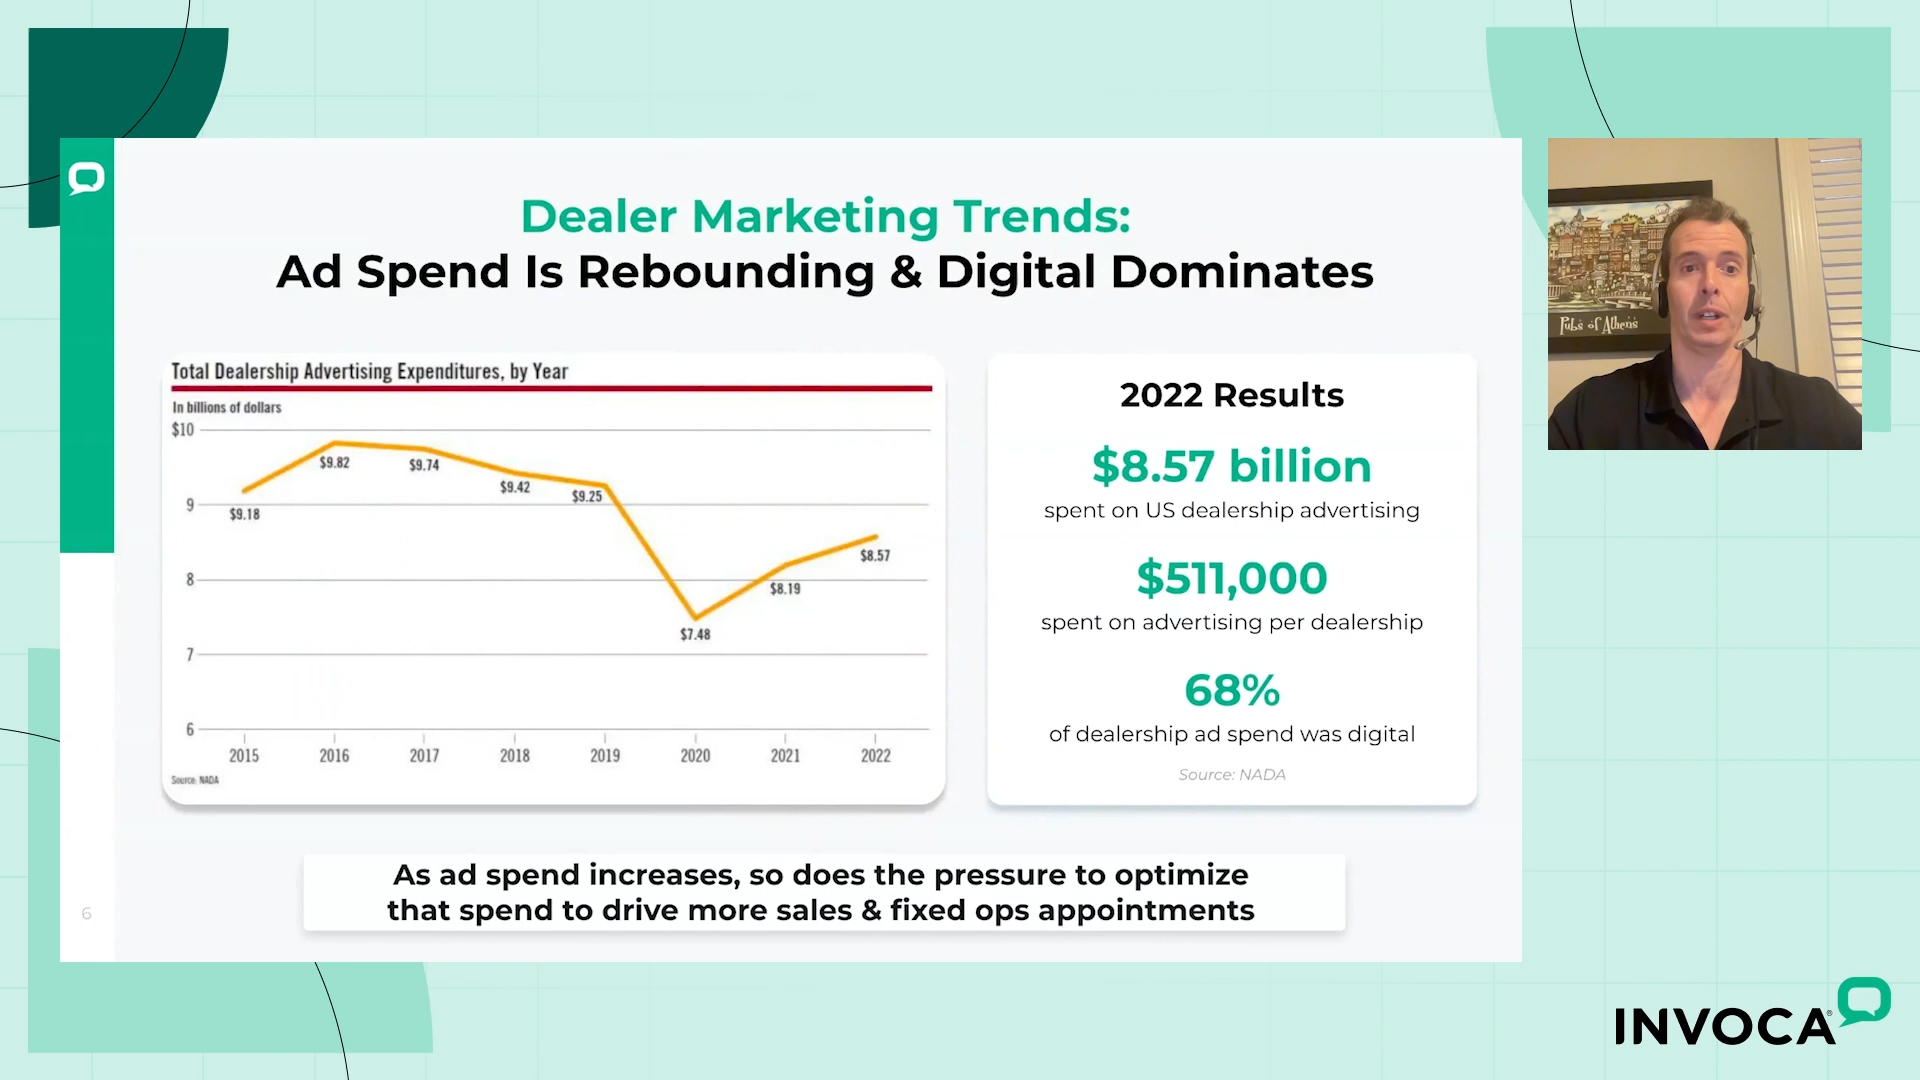 Dealer Marketing Trends:
Ad Spend Is Rebounding & Digital Dominates
Total Dealership Advertising Expenditures, by Year
In billions of dollars
$10
9
8
7
6
$9.18
$9.82
$9.74
$9.42
$9.25
$7.48
$8.19
$8.57
2015 2016 2017 2018 2019 2020 2021 2022
Source: NADA
2022 Results
$8.57 billion
spent on US dealership advertising
$511,000
spent on advertising per dealership
68%
of dealership ad spend was digital
Source: NADA
As ad spend increases, so does the pressure to optimize
that spend to drive more sales & fixed ops appointments
6
Pubs of Athens
INVOCA®